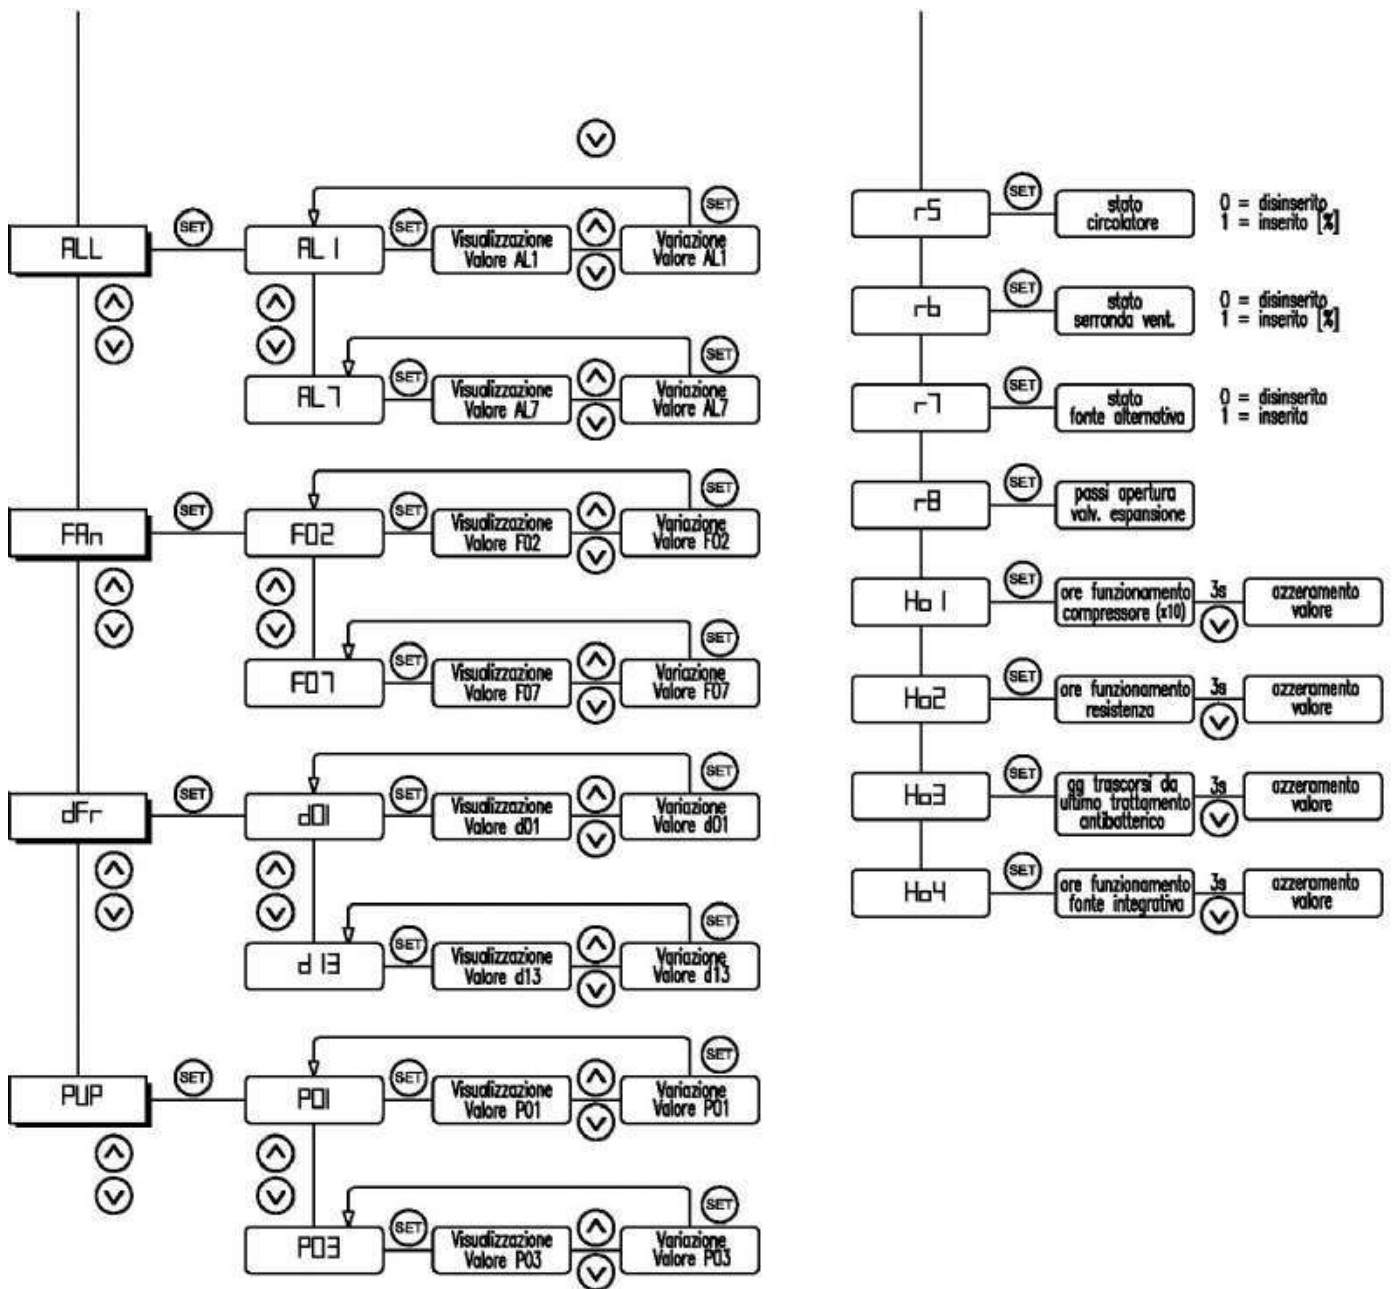 SET
ALL
SET
AL1
SET
Visualizzazione
Valore AL1
Variazione
Valore AL1
SET
AL7
SET
Visualizzazione
Valore AL7
Variazione
Valore AL7
SET
FAn
SET
F02
SET
Visualizzazione
Valore F02
Variazione
Valore F02
SET
F07
SET
Visualizzazione
Valore F07
Variazione
Valore F07
SET
dFr
SET
d01
SET
Visualizzazione
Valore d01
Variazione
Valore d01
SET
d13
SET
Visualizzazione
Valore d13
Variazione
Valore d13
SET
PUP
SET
P01
SET
Visualizzazione
Valore P01
Variazione
Valore P01
SET
P03
SET
Visualizzazione
Valore P03
Variazione
Valore P03
r5
SET
stato
circolatore
0 = disinserito
1 = inserito [%]
r6
SET
stato
serranda vent.
0 = disinserito
1 = inserito [%]
r7
SET
stato
fonte alternativa
0 = disinserita
1 = inserita
r8
SET
passi apertura
valv. espansione
Ho1
SET
ore funzionamento
compressore (x10)
3s
azzeramento
valore
Ho2
SET
ore funzionamento
resistenza
3s
azzeramento
valore
Ho3
SET
gg trascorsi da
ultimo trattamento
antibatterico
3s
azzeramento
valore
Ho4
SET
ore funzionamento
fonte integrativa
3s
azzeramento
valore